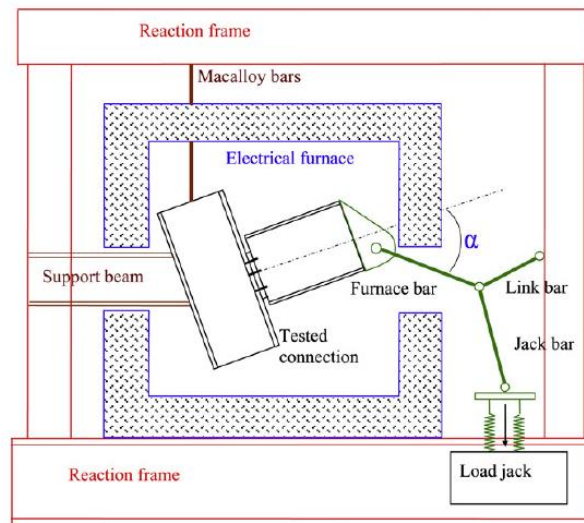 Reaction frame
Macalloy bars
Electrical furnace
α
Support beam
Furnace bar
Link bar
Tested
connection
Jack bar
Reaction frame
Load jack